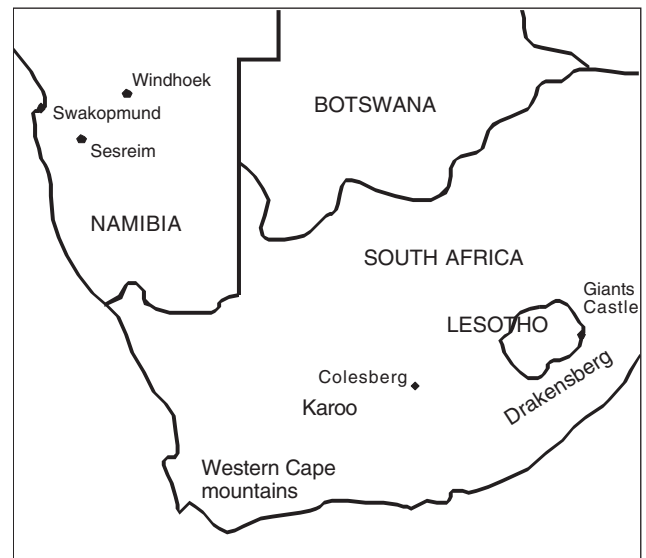 Windhoek
Swakopmund
Sesreim
BOTSWANA
NAMIBIA
SOUTH AFRICA
Giants
Castle
LESOTHO
Colesberg
Karoo
Drakensberg
Western Cape
mountains